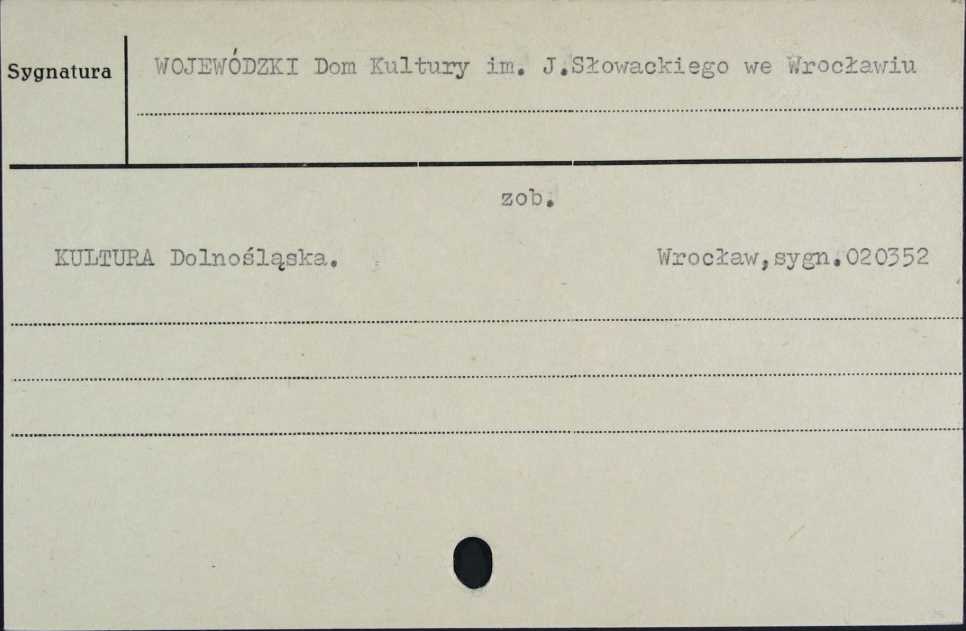 Sygnatura
WOJEWÓDZKI Dom Kultury im. J.Słowackiego we Wrocławiu
zob.
KULTURA Dolnośląska. Wrocław,sygn.020352